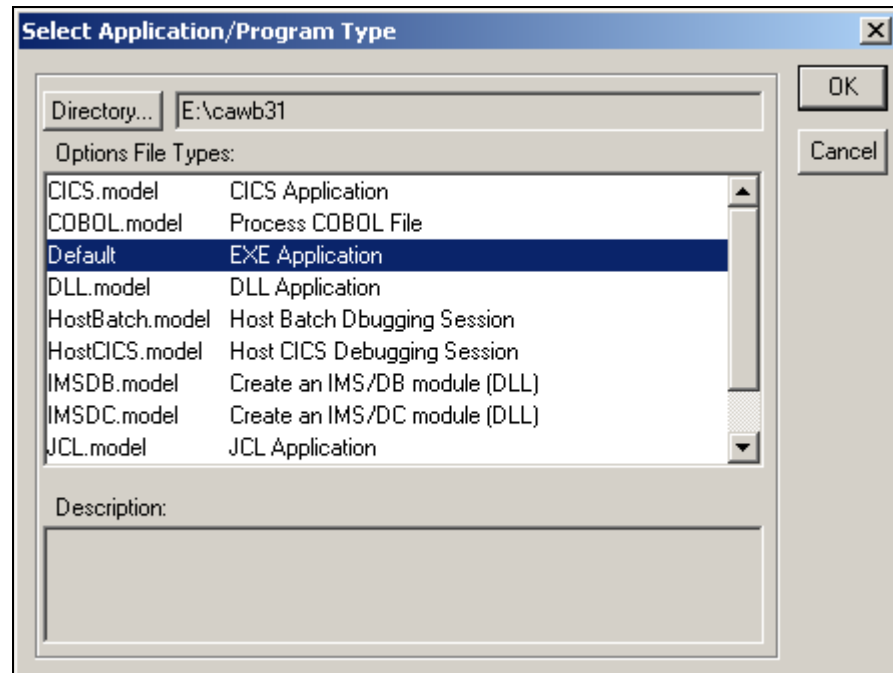 Select Application/Program Type
OK
Directory... E:\cawb31
Cancel
Options File Types:
CICS.model CICS Application
COBOL.model Process COBOL File
Default EXE Application
DLL.model DLL Application
HostBatch.model Host Batch Dbugging Session
HostCICS.model Host CICS Debugging Session
IMSDB.model Create an IMS/DB module (DLL)
IMSDC.model Create an IMS/DC module (DLL)
JCL.model JCL Application
Description: